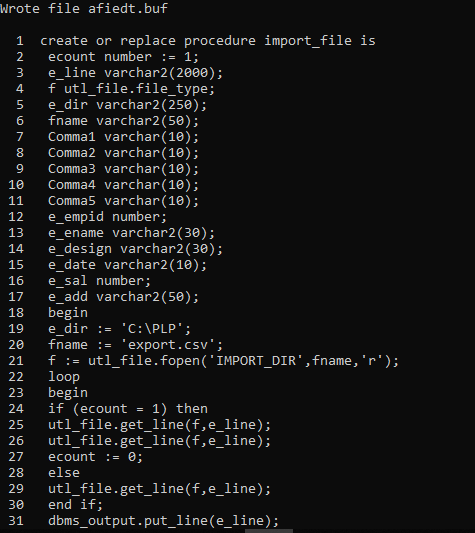 Wrote file afiedt.buf
1 create or replace procedure import_file is
2 ecount number := 1;
3 e_line varchar2(2000);
4 f utl_file.file_type;
5 e_dir varchar2(250);
6 fname varchar2(50);
7 Comma1 varchar(10);
8 Comma2 varchar(10);
9 Comma3 varchar(10);
10 Comma4 varchar(10);
11 Comma5 varchar(10);
12 e_empid number;
13 e_ename varchar2(30);
14 e_design varchar2(30);
15 e_date varchar2(10);
16 e_sal number;
17 e_add varchar2(50);
18 begin
19 e_dir := 'C:\PLP';
20 fname := 'export.csv';
21 f := utl_file.fopen('IMPORT_DIR',fname,'r');
22 loop
23 begin
24 if (ecount = 1) then
25 utl_file.get_line(f,e_line);
26 utl_file.get_line(f,e_line);
27 ecount := 0;
28 else
29 utl_file.get_line(f,e_line);
30 end if;
31 dbms_output.put_line(e_line);